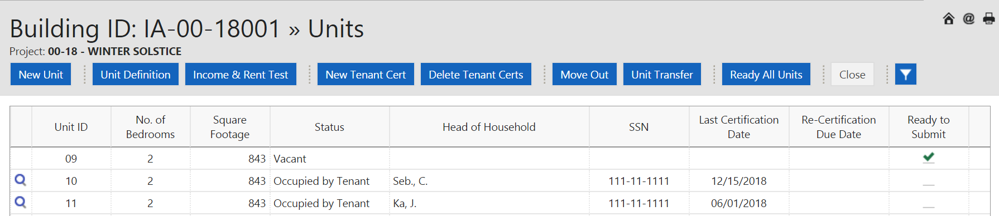 Building ID: IA-00-18001 » Units
Project: 00-18 - WINTER SOLSTICE
New Unit Unit Definition Income & Rent Test New Tenant Cert Delete Tenant Certs Move Out Unit Transfer Ready All Units Close
Unit ID No. of Bedrooms Square Footage Status Head of Household SSN Last Certification Date Re-Certification Due Date Ready to Submit
09 2 843 Vacant
10 2 843 Occupied by Tenant Seb., C. 111-11-1111 12/15/2018
11 2 843 Occupied by Tenant Ka, J. 111-11-1111 06/01/2018